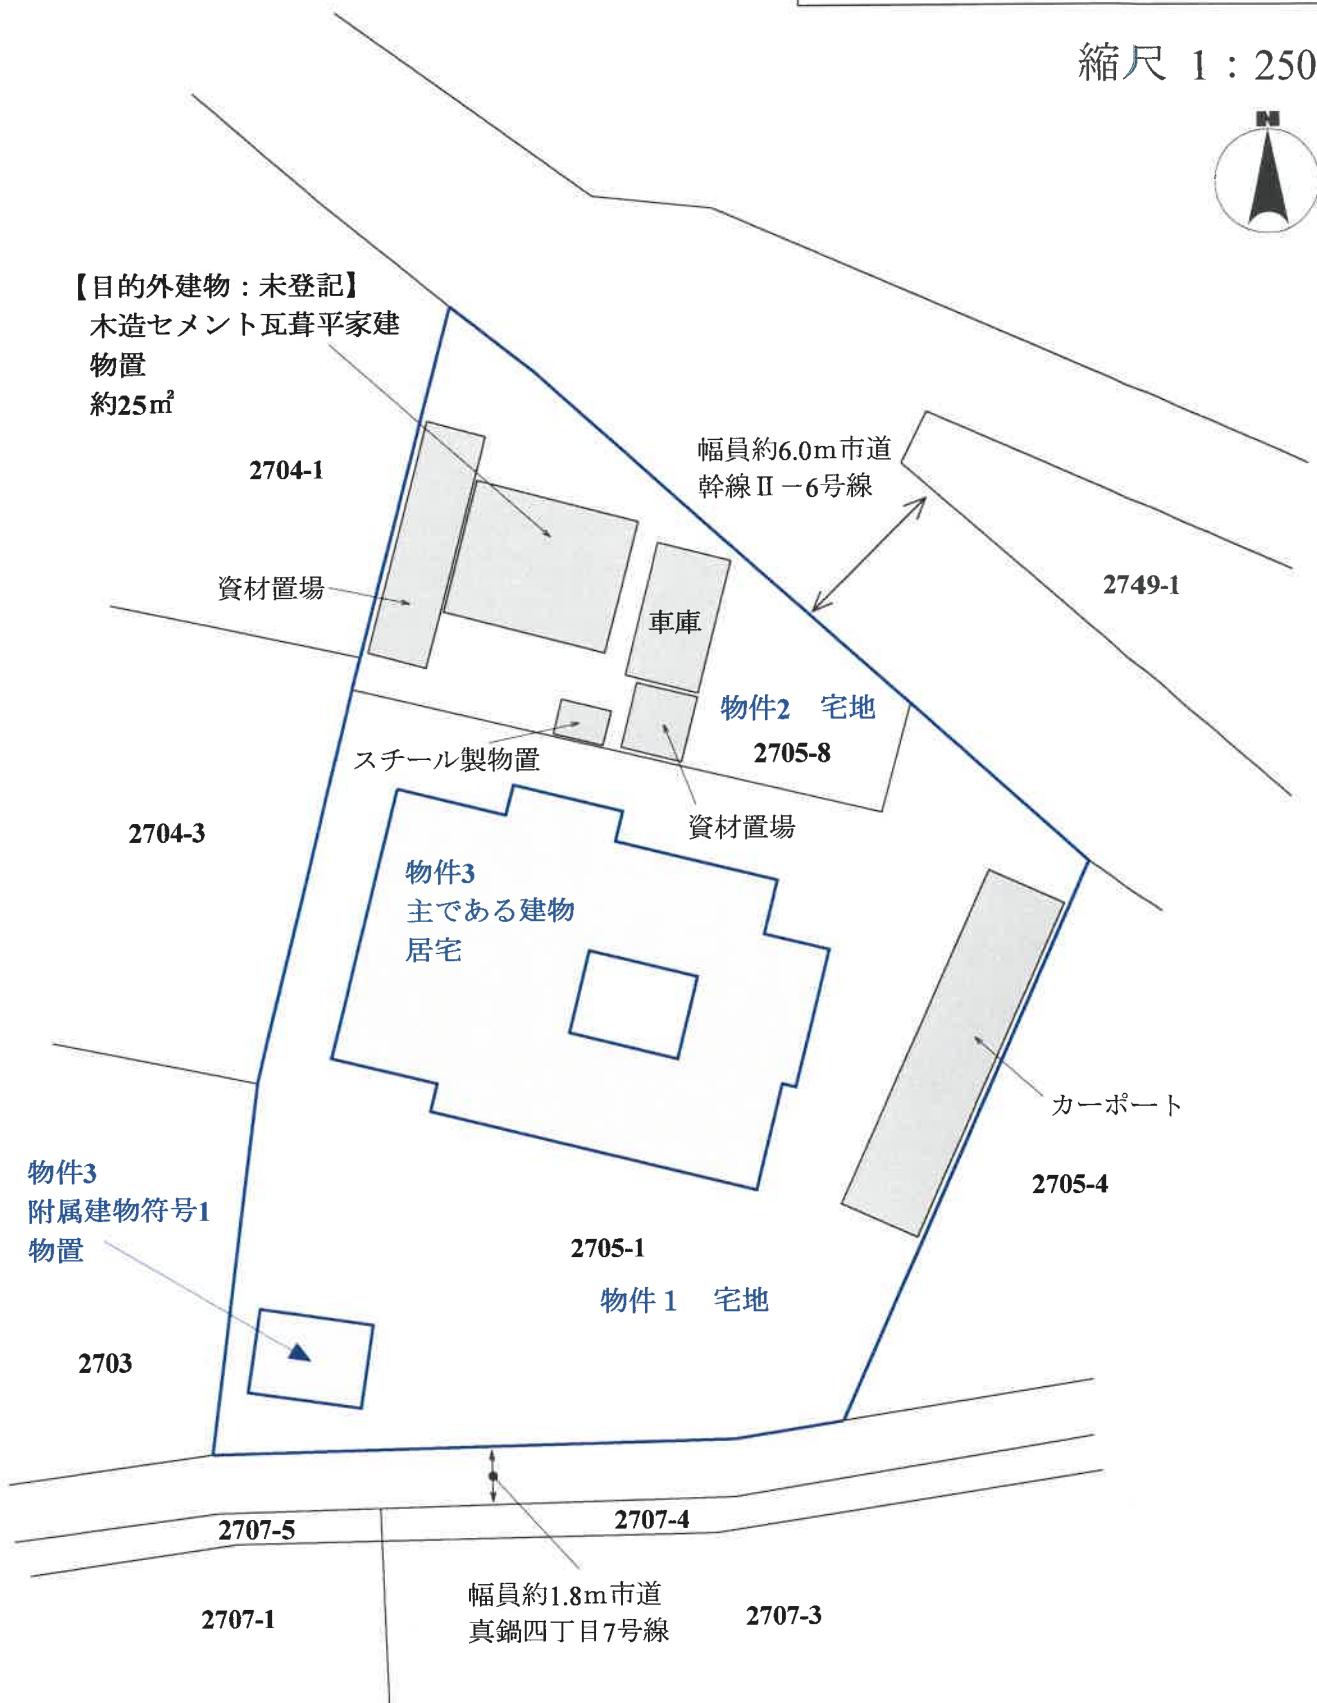 縮尺 1：250
N
【目的外建物：未登記】
木造セメント瓦葺平家建
物置
約25㎡
2704-1
幅員約6.0m市道
幹線Ⅱ－6号線
2749-1
資材置場
車庫
物件2　宅地
2705-8
スチール製物置
資材置場
2704-3
物件3
主である建物
居宅
カーポート
2705-4
物件3
附属建物符号1
物置
2705-1
物件１　宅地
2703
2707-5
2707-4
幅員約1.8m市道
真鍋四丁目7号線
2707-1
2707-3